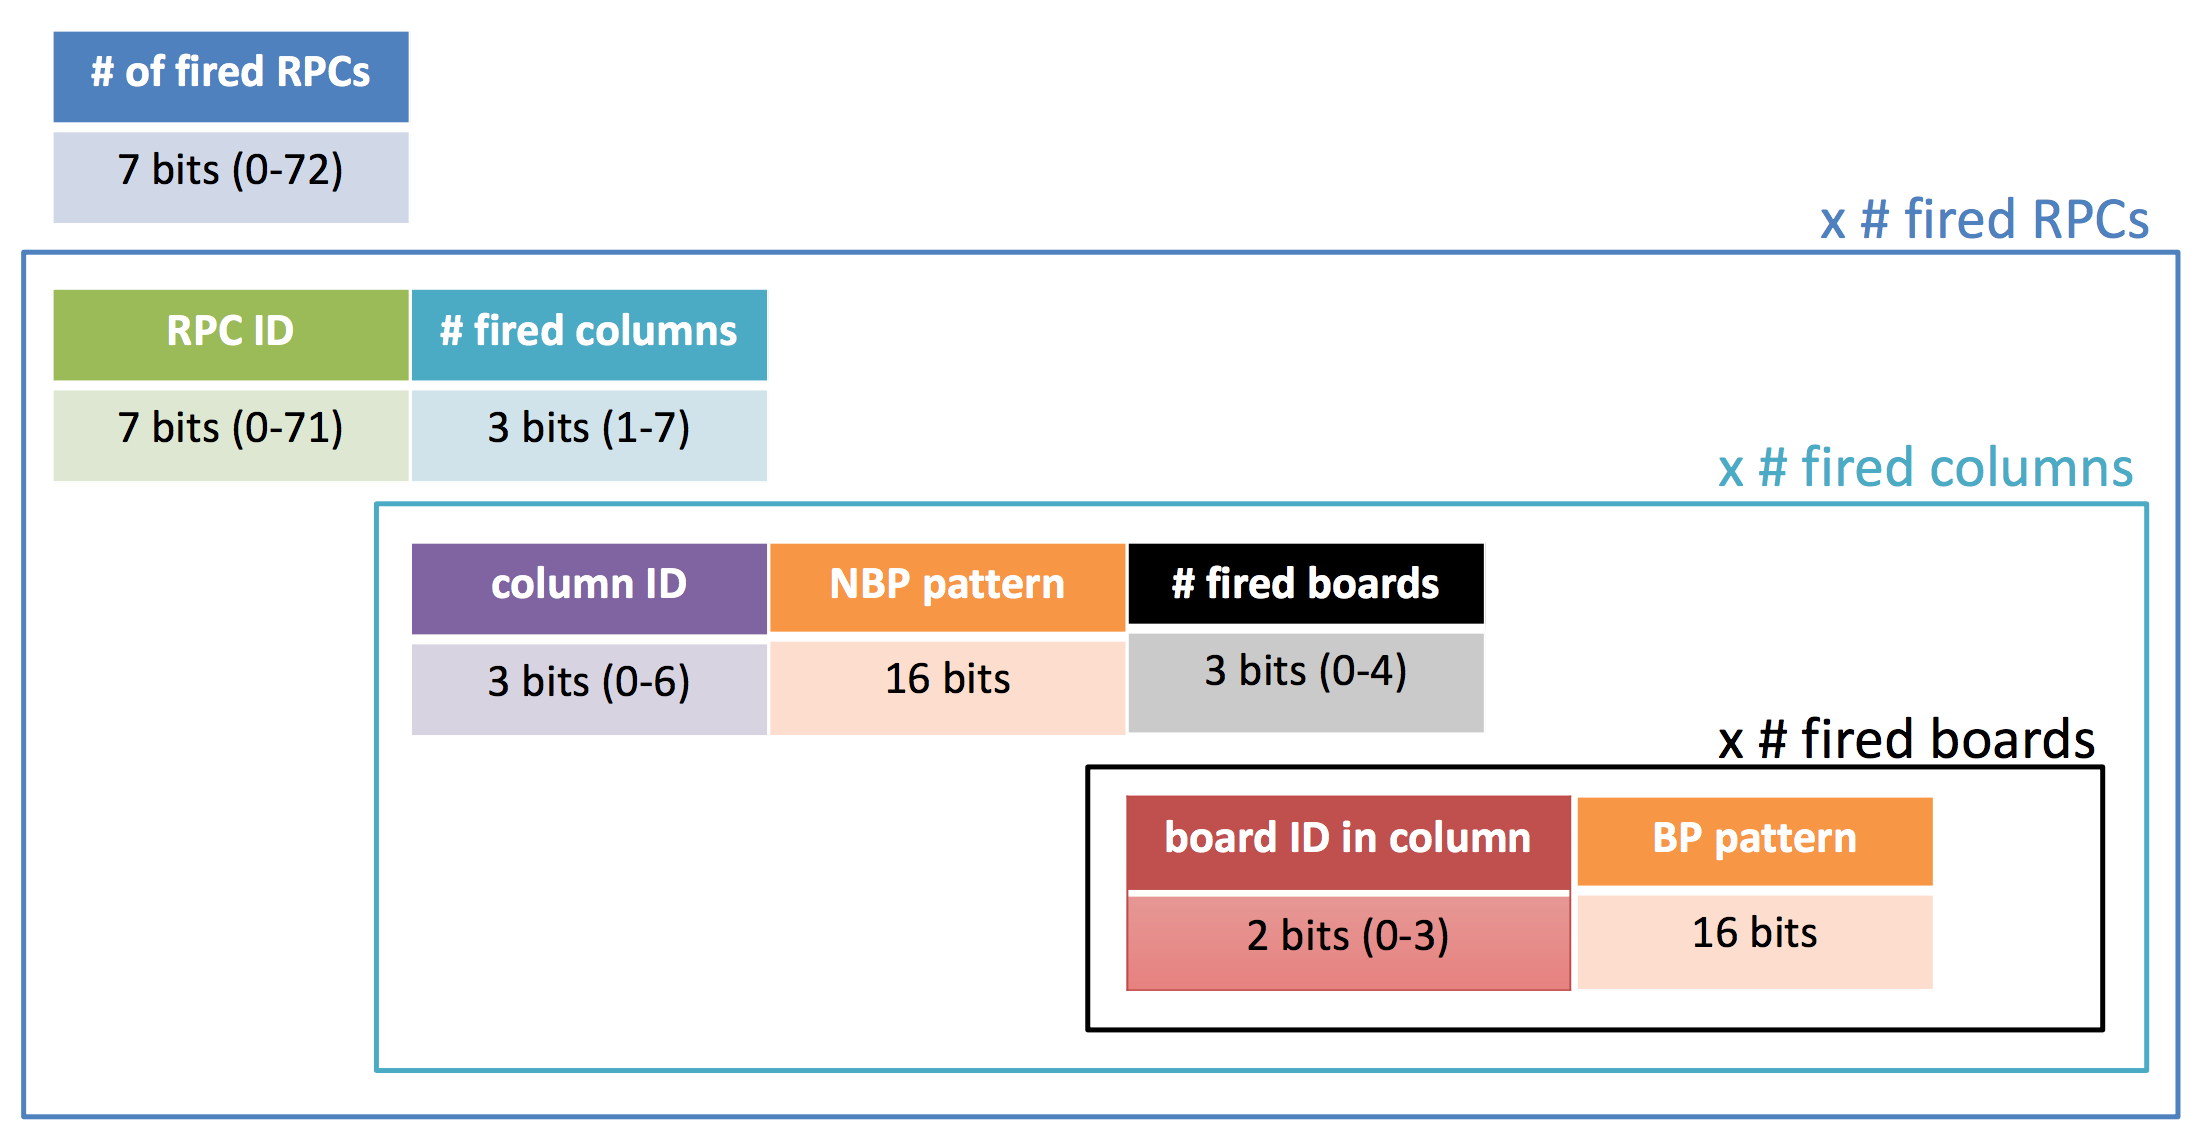 # of fired RPCs
7 bits (0-72)
x # fired RPCs
RPC ID
# fired columns
7 bits (0-71)
3 bits (1-7)
x # fired columns
column ID
NBP pattern
# fired boards
3 bits (0-6)
16 bits
3 bits (0-4)
x # fired boards
board ID in column
BP pattern
2 bits (0-3)
16 bits